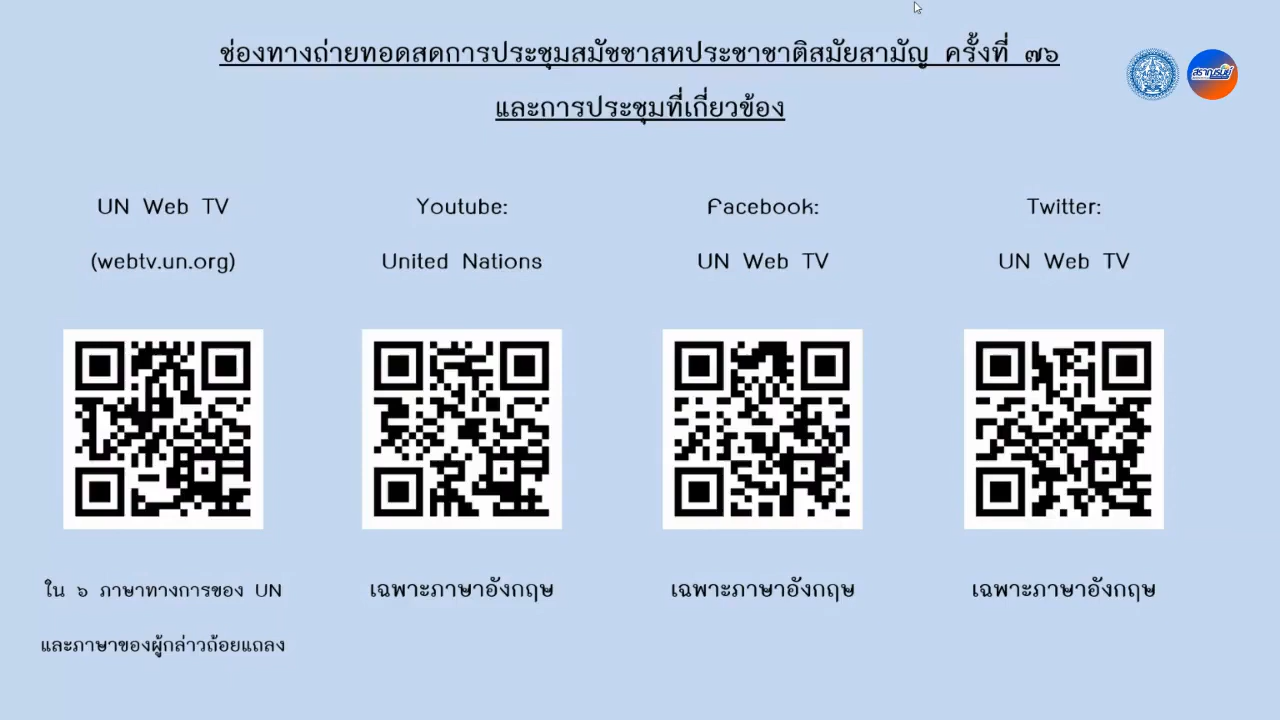 ช่องทางถ่ายทอดสดการประชุมสมัชชาสหประชาชาติสมัยสามัญ ครั้งที่ ๗๖
และการประชุมที่เกี่ยวข้อง
สราญรมย์
UN Web TV
(webtv.un.org)
Youtube:
United Nations
Facebook:
UN Web TV
Twitter:
UN Web TV
ใน ๖ ภาษาทางการของ UN
และภาษาของผู้กล่าวถ้อยแถลง
เฉพาะภาษาอังกฤษ
เฉพาะภาษาอังกฤษ
เฉพาะภาษาอังกฤษ